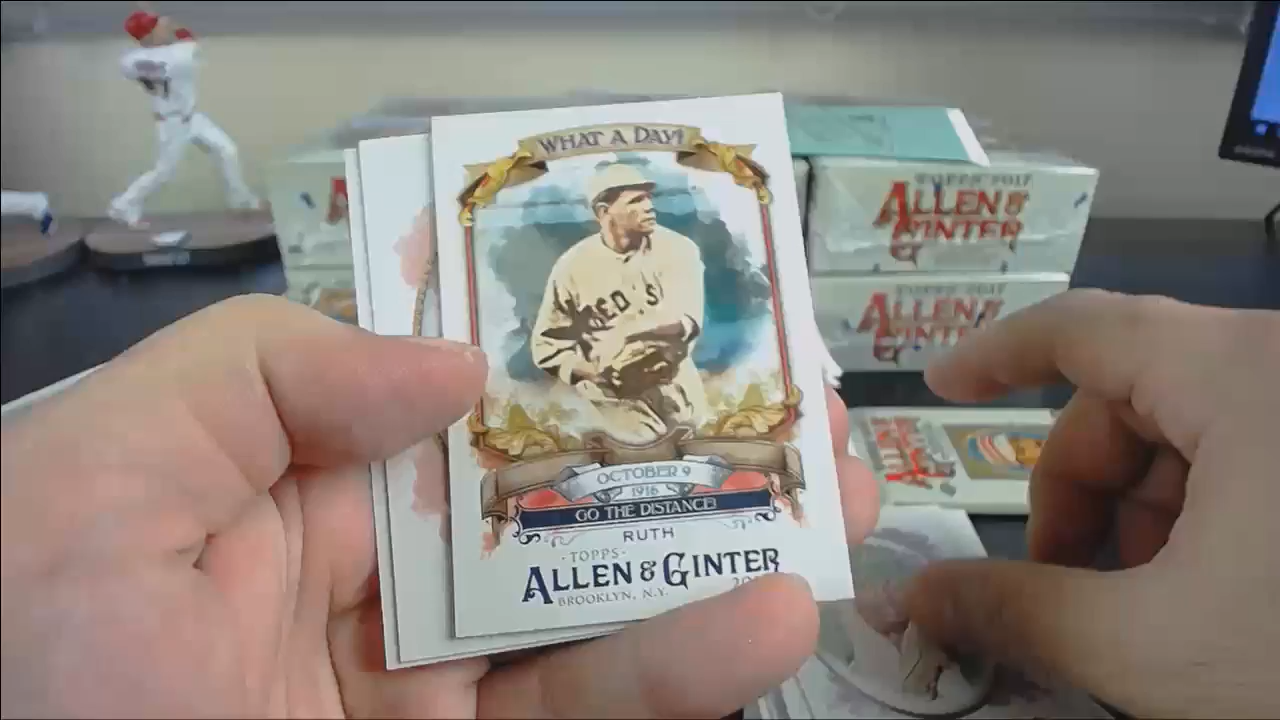 WHAT A DAY!
RED S
OCTOBER 9
1916
GO THE DISTANCE!
RUTH
-TOPPS-
ALLEN & GINTER
BROOKLYN, N.Y.
TOPPS 2017
ALLEN &
GINTER
ALLEN &
GINTER